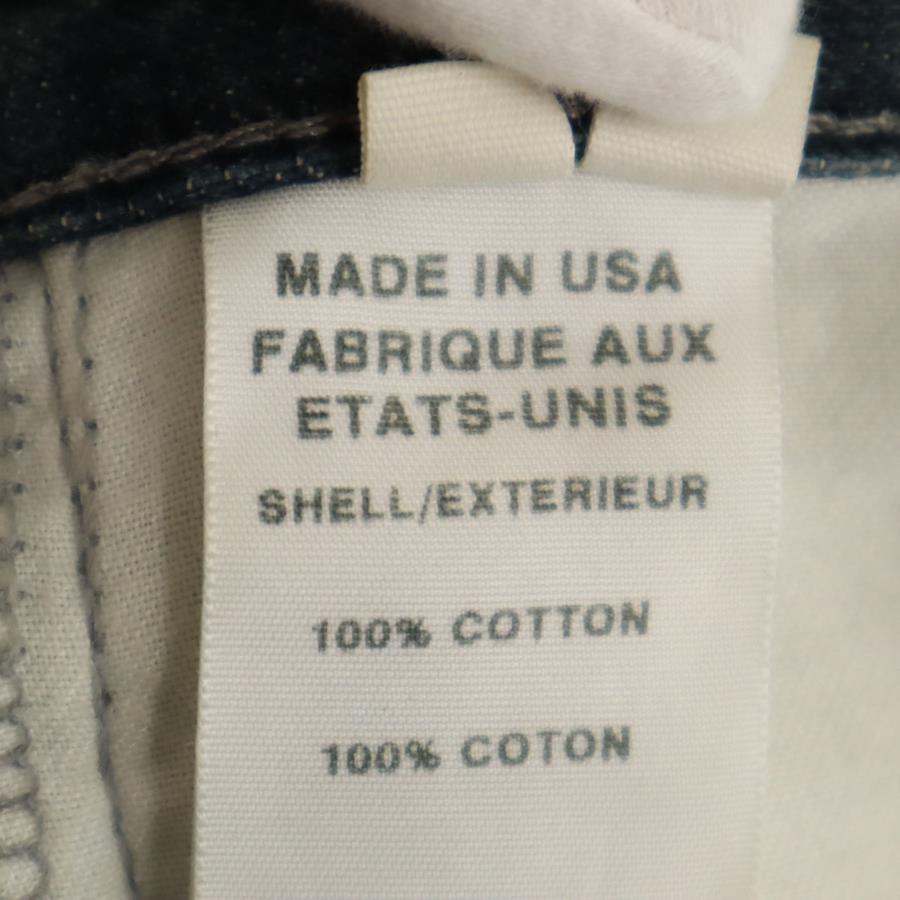 MADE IN USA
FABRIQUE AUX
ETATS-UNIS
SHELL/EXTERIEUR
100% COTTON
100% COTON